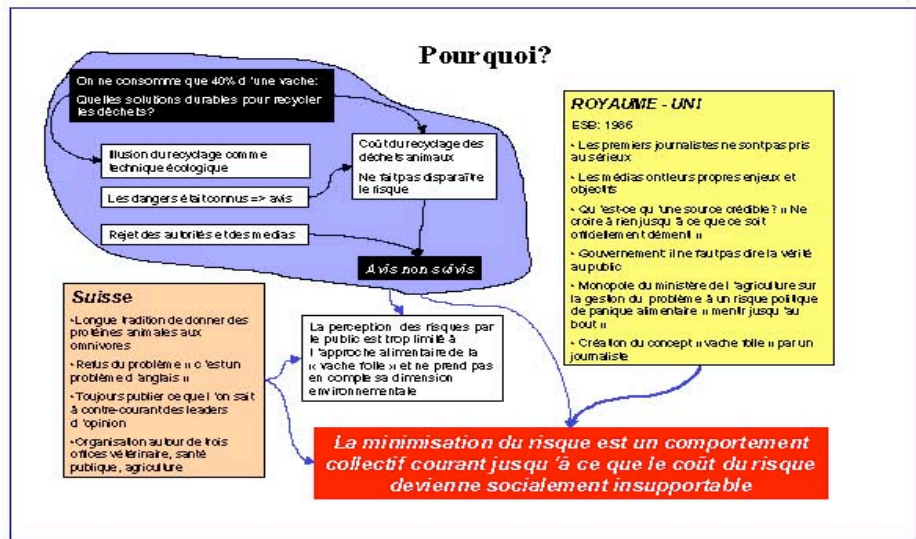 Pourquoi?
On ne consomme que 40% d 'une vache:
Quelles solutions durables pour recycler
les déchets?
Illusion du recyclage comme
technique écologique
Les dangers était connus => avis
Rejet des autorités et des medias
Coût du recyclage des
déchets animaux
Ne fait pas disparaître
le risque
Avis non suivis
ROYAUME - UNI
ESB: 1986
• Les premiers journalistes ne sont pas pris
au sérieux
• Les médias ont leurs propres enjeux et
objectifs
• Qu 'est-ce qu 'une source crédible? « Ne
croire à rien jusqu 'à ce que ce soit
officiellement démenti »
• Gouvernement: il ne faut pas dire la vérité
au public
• Monopole du ministère de l 'agriculture sur
la gestion du problème à un risque politique
de panique alimentaire « mentir jusqu 'au
bout »
• Création du concept « vache folle » par un
journaliste
Suisse
•Longue tradition de donner des
protéines animales aux
omnivores
•Refus du problème « c 'est un
problème d 'anglais »
•Toujours publier ce que l 'on sait
à contre-courant des leaders
d 'opinion
•Organisation autour de trois
offices vétérinaire, santé
publique, agriculture
La perception des risques par
le public est trop limité à
l 'approche alimentaire de la
« vache folle » et ne prend pas
en compte sa dimension
environnementale
La minimisation du risque est un comportement
collectif courant jusqu 'à ce que le coût du risque
devienne socialement insupportable